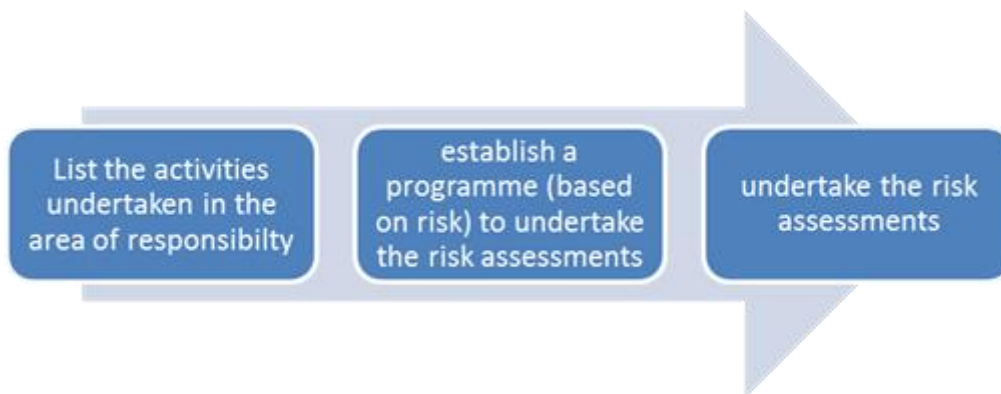 List the activities
undertaken in the
area of responsibilty
establish a
programme (based
on risk) to undertake
the risk assessments
undertake the risk
assessments